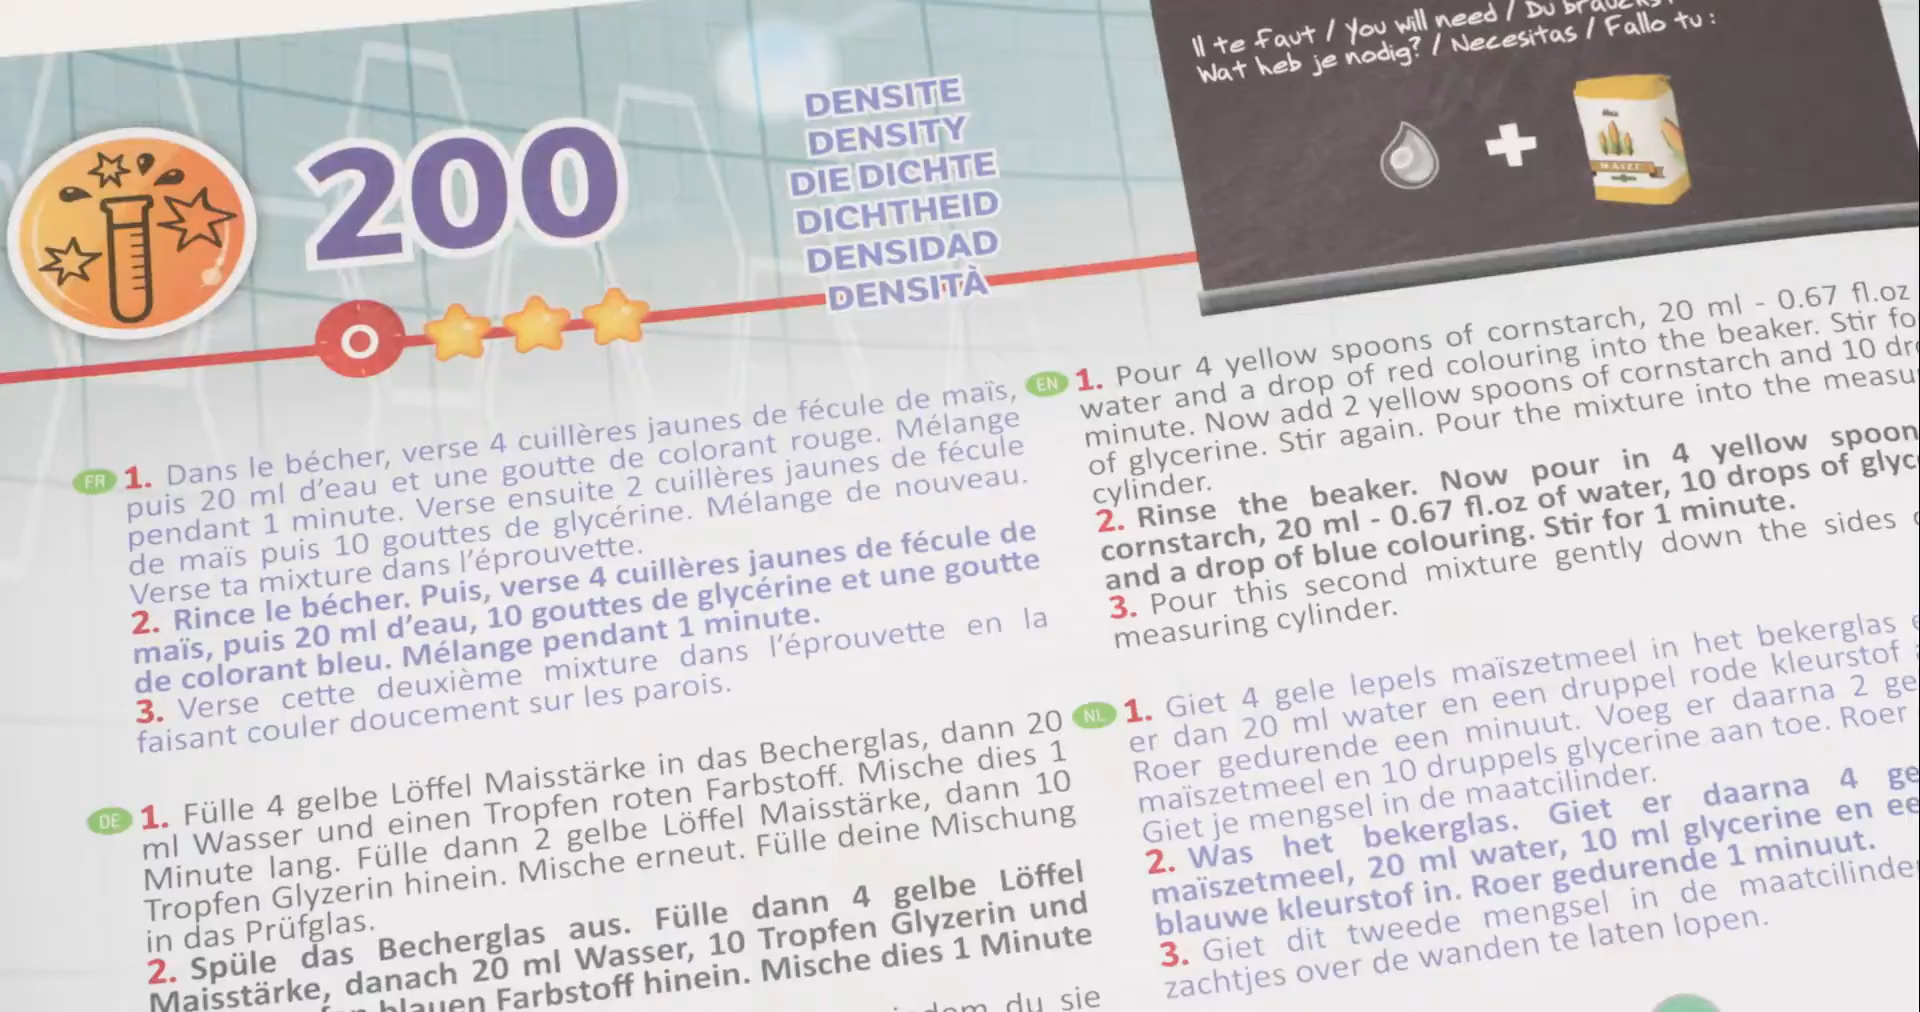 Il te faut / You will need / Du
Wat heb je nodig? / Necesitas / Fallo tu :
MAIZE
200
DENSITE
DENSITY
DIE DICHTE
DICHTHEID
DENSIDAD
DENSITÀ
FR 1. Dans le bécher, verse 4 cuillères jaunes de fécule de maïs,
puis 20 ml d’eau et une goutte de colorant rouge. Mélange
pendant 1 minute. Verse ensuite 2 cuillères jaunes de fécule
de maïs puis 10 gouttes de glycérine. Mélange de nouveau.
Verse ta mixture dans l’éprouvette.
2. Rince le bécher. Puis, verse 4 cuillères jaunes de fécule de
maïs, puis 20 ml d’eau, 10 gouttes de glycérine et une goutte
de colorant bleu. Mélange pendant 1 minute.
3. Verse cette deuxième mixture dans l’éprouvette en la
faisant couler doucement sur les parois.
EN 1. Pour 4 yellow spoons of cornstarch, 20 ml - 0.67 fl.oz
water and a drop of red colouring into the beaker. Stir
minute. Now add 2 yellow spoons of cornstarch and 10
of glycerine. Stir again. Pour the mixture into the
cylinder.
2. Rinse the beaker. Now pour in 4 yellow
cornstarch, 20 ml - 0.67 fl.oz of water, 10 drops of
and a drop of blue colouring. Stir for 1 minute.
3. Pour this second mixture gently down the sides
measuring cylinder.
DE 1. Fülle 4 gelbe Löffel Maisstärke in das Becherglas, dann 20
ml Wasser und einen Tropfen roten Farbstoff. Mische dies 1
Minute lang. Fülle dann 2 gelbe Löffel Maisstärke, dann 10
Tropfen Glyzerin hinein. Mische erneut. Fülle deine Mischung
in das Prüfglas.
2. Spüle das Becherglas aus. Fülle dann 4 gelbe Löffel
Maisstärke, danach 20 ml Wasser, 10 Tropfen Glyzerin und
blauen Farbstoff hinein. Mische dies 1 Minute
du sie
NL 1. Giet 4 gele lepels maïszetmeel in het bekerglas
er dan 20 ml water en een druppel rode kleurstof
Roer gedurende een minuut. Voeg er daarna 2
maïszetmeel en 10 druppels glycerine aan toe. Roer
Giet je mengsel in de maatcilinder.
2. Was het bekerglas. Giet er daarna 4
maïszetmeel, 20 ml water, 10 ml glycerine en
blauwe kleurstof in. Roer gedurende 1 minuut.
3. Giet dit tweede mengsel in de
zachtjes over de wanden te laten lopen.